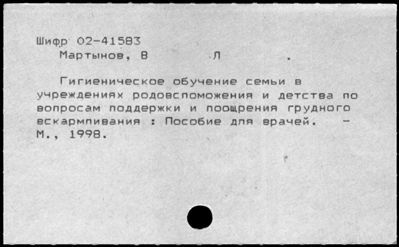 Шифр 02-41583
Мартынов, В Л .
Гигиеническое обучение семьи в
учреждениях родовспоможения и детства по
вопросам поддержки и поощрения грудного
вскармливания : Пособие для врачей. -
М., 1998.